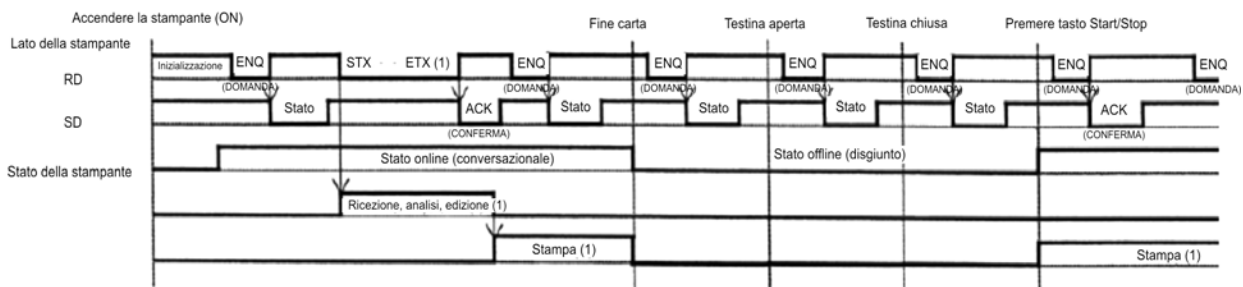 Accendere la stampante (ON)
Fine carta
Testina aperta
Testina chiusa
Premere tasto Start/Stop
Lato della stampante
Inizializzazione
ENQ
STX
ETX (1)
ENQ
ENQ
ENQ
ENQ
ENQ
ENQ
RD
(DOMANDA)
(DOMANDA)
(DOMANDA)
(DOMANDA)
(DOMANDA)
(DOMANDA)
(DOMANDA)
Stato
ACK
Stato
Stato
Stato
Stato
ACK
SD
(CONFERMA)
(CONFERMA)
Stato online (conversazionale)
Stato offline (disgiunto)
Stato della stampante
Ricezione, analisi, edizione (1)
Stampa (1)
Stampa (1)